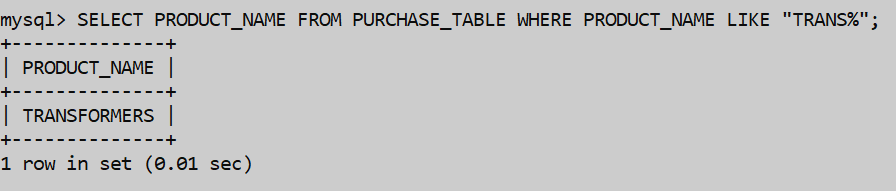 mysql> SELECT PRODUCT_NAME FROM PURCHASE_TABLE WHERE PRODUCT_NAME LIKE "TRANS%";
+--------------+
| PRODUCT_NAME |
+--------------+
| TRANSFORMERS |
+--------------+
1 row in set (0.01 sec)